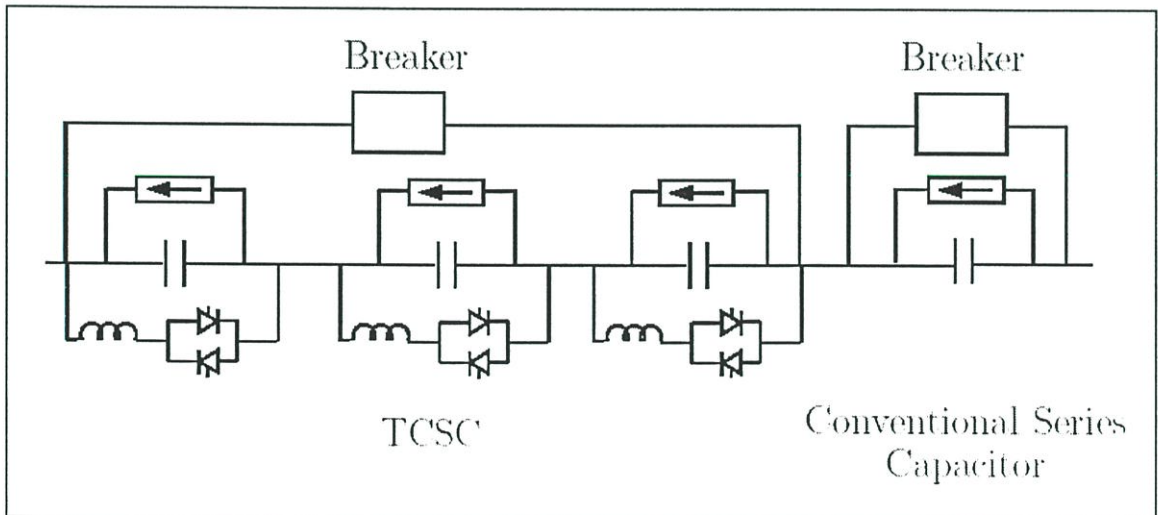 Breaker
Breaker
TCSC
Conventional Series
Capacitor